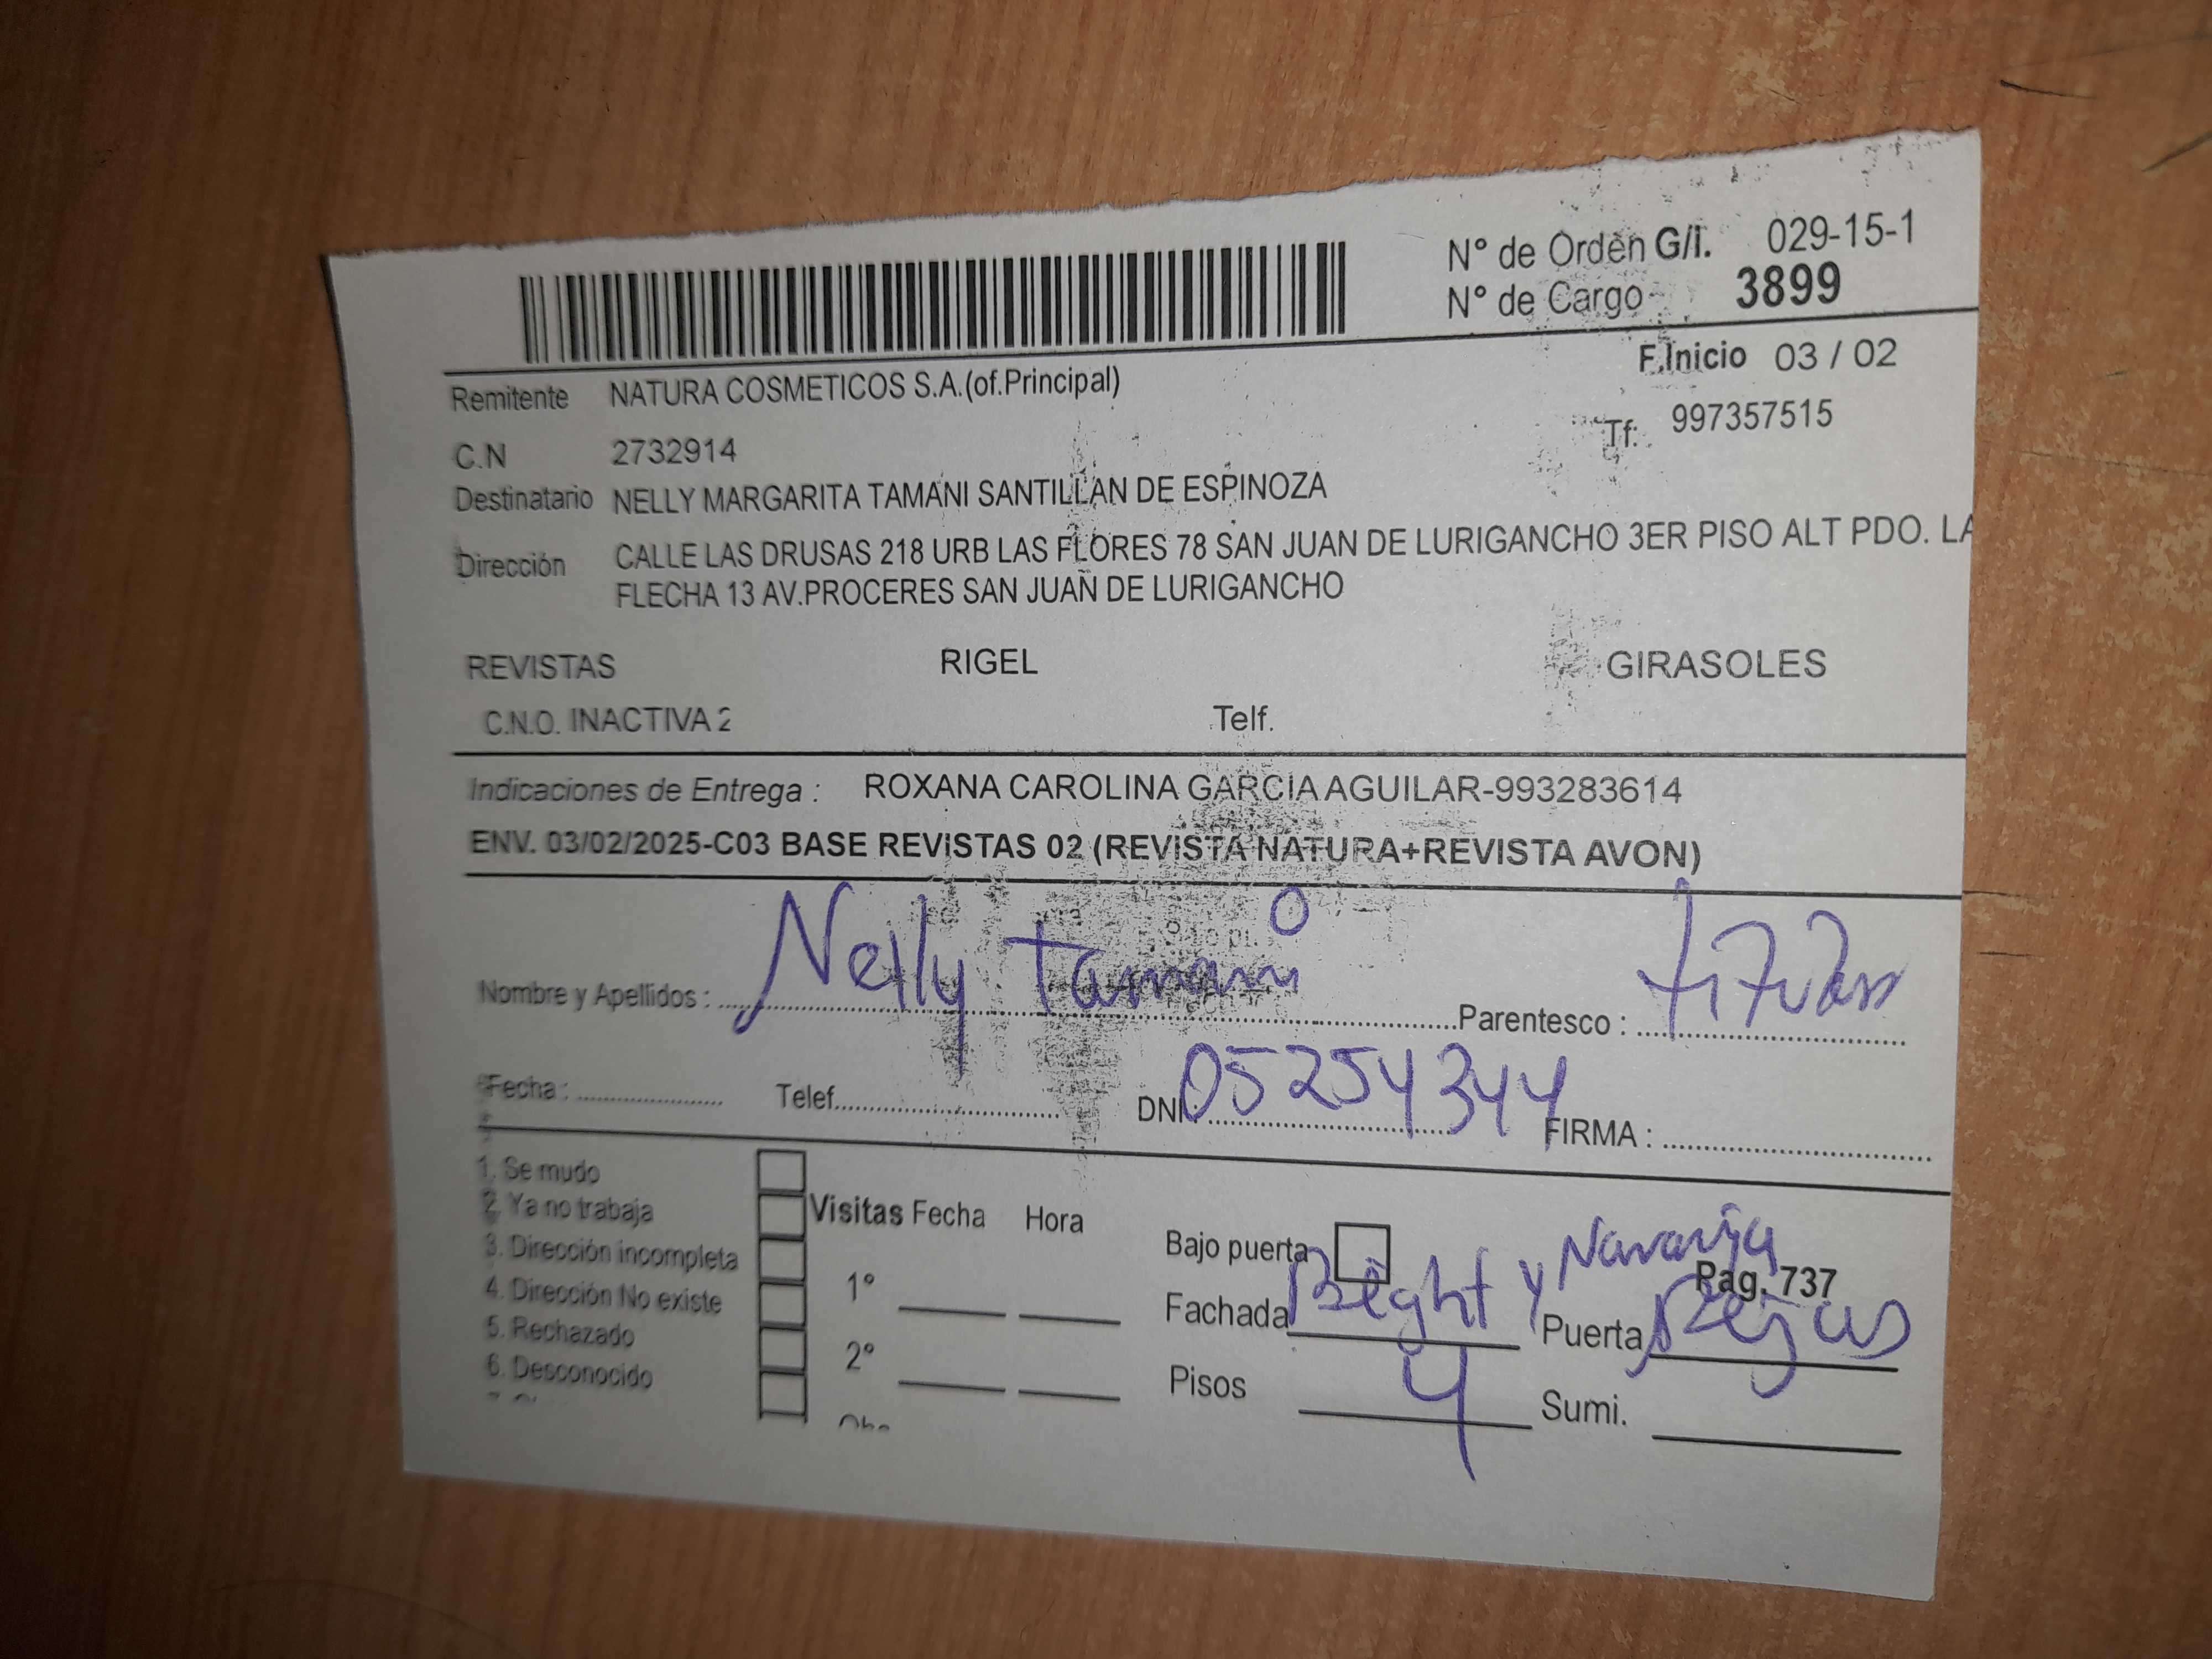 N° de Orden G/I. 029-15-1
N° de Cargo 3899
F.Inicio 03 / 02
Remitente NATURA COSMETICOS S.A.(of.Principal)
Tf: 997357515
C.N 2732914
Destinatario NELLY MARGARITA TAMANI SANTILLAN DE ESPINOZA
Dirección CALLE LAS DRUSAS 218 URB LAS FLORES 78 SAN JUAN DE LURIGANCHO 3ER PISO ALT PDO. LA
FLECHA 13 AV.PROCERES SAN JUAN DE LURIGANCHO
REVISTAS RIGEL GIRASOLES
C.N.O. INACTIVA 2 Telf.
Indicaciones de Entrega : ROXANA CAROLINA GARCIA AGUILAR-993283614
ENV. 03/02/2025-C03 BASE REVISTAS 02 (REVISTA NATURA+REVISTA AVON)
Nombre y Apellidos : Nelly Tamani Parentesco :
Fecha : Telef. DNI: 05254344 FIRMA :
1. Se mudo
2. Ya no trabaja
3. Dirección incompleta
4. Dirección No existe
5. Rechazado
6. Desconocido
Visitas Fecha Hora
1°
2°
Bajo puerta
Pag. 737
Fachada Beight y Naranja Puerta Rejas
Pisos 4 Sumi.